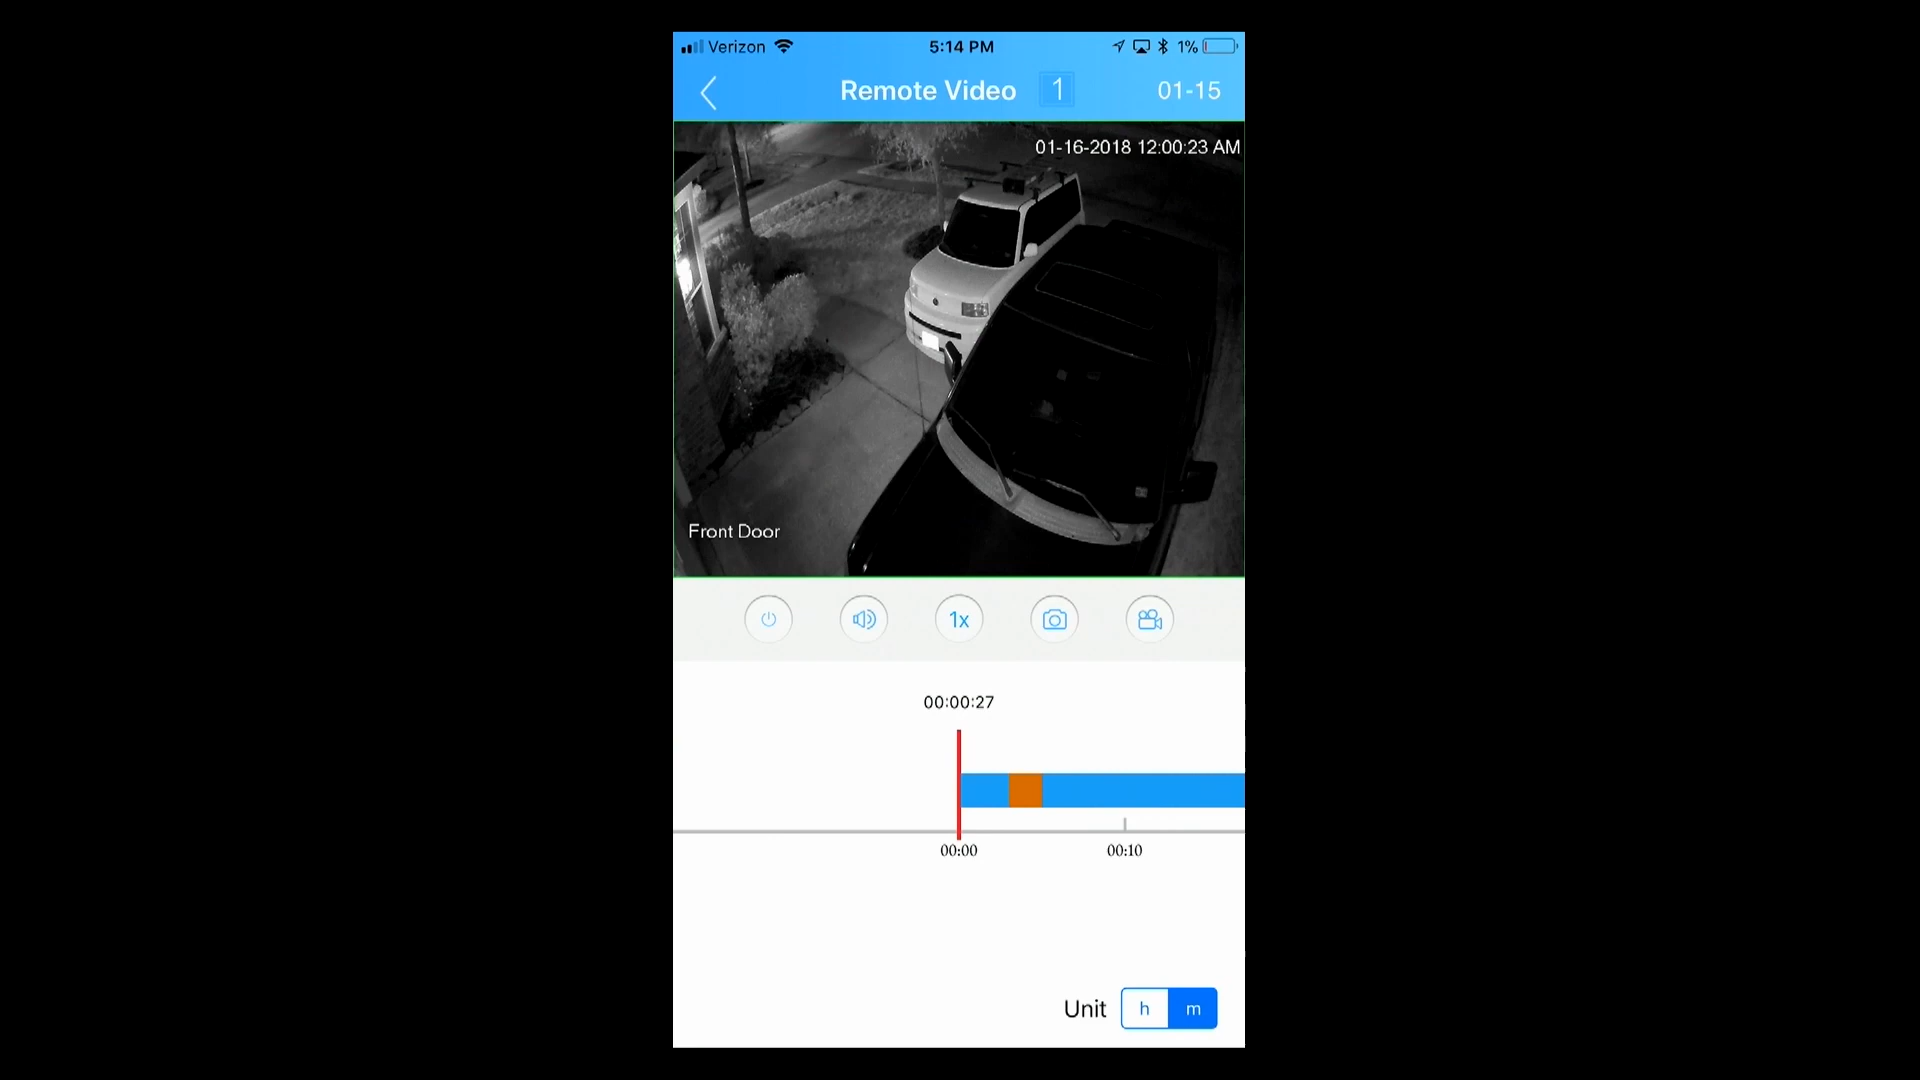 Verizon 5:14 PM 1%
Remote Video 1 01-15
01-16-2018 12:00:23 AM
Front Door
1x
00:00:27
00:00 00:10
Unit h m